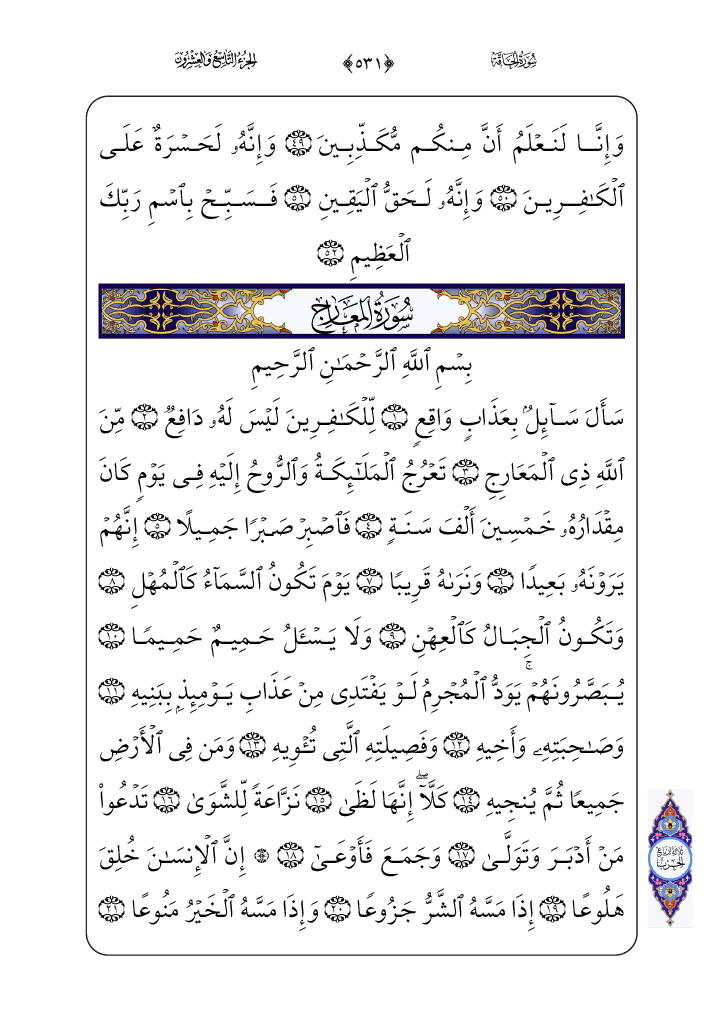 سُورَةُ الحَاقَّة ﴿٥٣١﴾ الجُزْءُ التَّاسِعُ وَالعِشْرُون
وَإِنَّا لَنَعۡلَمُ أَنَّ مِنكُم مُّكَذِّبِينَ ٤٩ وَإِنَّهُۥ لَحَسۡرَةٌ عَلَى
ٱلۡكَٰفِرِينَ ٥٠ وَإِنَّهُۥ لَحَقُّ ٱلۡيَقِينِ ٥١ فَسَبِّحۡ بِٱسۡمِ رَبِّكَ
ٱلۡعَظِيمِ ٥٢
سُورَةُ المَعَارِج
بِسۡمِ ٱللَّهِ ٱلرَّحۡمَٰنِ ٱلرَّحِيمِ
سَأَلَ سَآئِلُۢ بِعَذَابٖ وَاقِعٖ ١ لِّلۡكَٰفِرِينَ لَيۡسَ لَهُۥ دَافِعٞ ٢ مِّنَ
ٱللَّهِ ذِي ٱلۡمَعَارِجِ ٣ تَعۡرُجُ ٱلۡمَلَٰٓئِكَةُ وَٱلرُّوحُ إِلَيۡهِ فِي يَوۡمٖ كَانَ
مِقۡدَارُهُۥ خَمۡسِينَ أَلۡفَ سَنَةٖ ٤ فَٱصۡبِرۡ صَبۡرٗا جَمِيلًا ٥ إِنَّهُمۡ
يَرَوۡنَهُۥ بَعِيدٗا ٦ وَنَرَىٰهُ قَرِيبٗا ٧ يَوۡمَ تَكُونُ ٱلسَّمَآءُ كَٱلۡمُهۡلِ ٨
وَتَكُونُ ٱلۡجِبَالُ كَٱلۡعِهۡنِ ٩ وَلَا يَسۡـَٔلُ حَمِيمٌ حَمِيمٗا ١٠
يُبَصَّرُونَهُمۡۚ يَوَدُّ ٱلۡمُجۡرِمُ لَوۡ يَفۡتَدِي مِنۡ عَذَابِ يَوۡمِئِذِۭ بِبَنِيهِ ١١
وَصَٰحِبَتِهِۦ وَأَخِيهِ ١٢ وَفَصِيلَتِهِ ٱلَّتِي تُـٔۡوِيهِ ١٣ وَمَن فِي ٱلۡأَرۡضِ
جَمِيعٗا ثُمَّ يُنجِيهِ ١٤ كَلَّآۖ إِنَّهَا لَظَىٰ ١٥ نَزَّاعَةٗ لِّلشَّوَىٰ ١٦ تَدۡعُواْ
مَنۡ أَدۡبَرَ وَتَوَلَّىٰ ١٧ وَجَمَعَ فَأَوۡعَىٰٓ ١٨ ۞ إِنَّ ٱلۡإِنسَٰنَ خُلِقَ
هَلُوعًا ١٩ إِذَا مَسَّهُ ٱلشَّرُّ جَزُوعٗا ٢٠ وَإِذَا مَسَّهُ ٱلۡخَيۡرُ مَنُوعًا ٢١
ثلاثة أرباع
الحزب